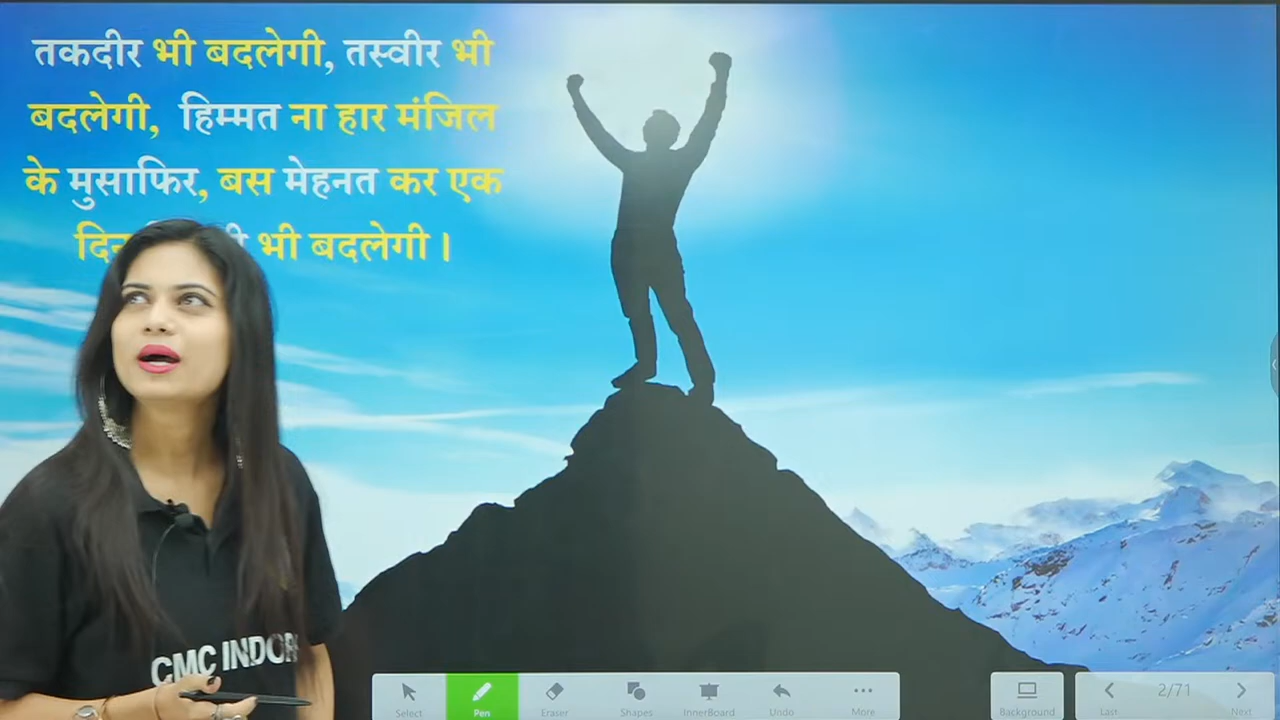 तकदीर भी बदलेगी, तस्वीर भी
बदलेगी, हिम्मत ना हार मंजिल
के मुसाफिर, बस मेहनत कर एक
भी बदलेगी।
CMC
Select
Pen
Eraser
Shapes
InnerBoard
Undo
More
Background
Last
2/71
Next